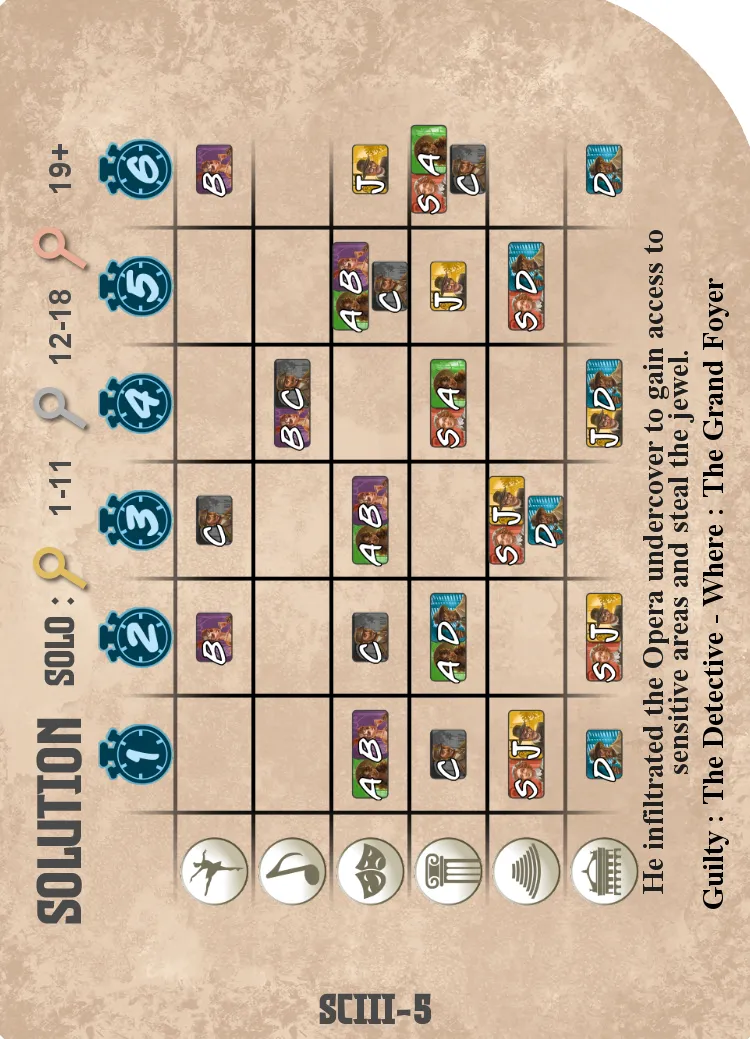 SOLUTION SOLO : 1-11 12-18 19+
1 2 3 4 5 6
B C B
B C
A B C A B A B J
C
C A D S A J S A
C
S J S J S D
D
D S J J D D
He infiltrated the Opera undercover to gain access to
sensitive areas and steal the jewel.
Guilty : The Detective - Where : The Grand Foyer
SCIII-5